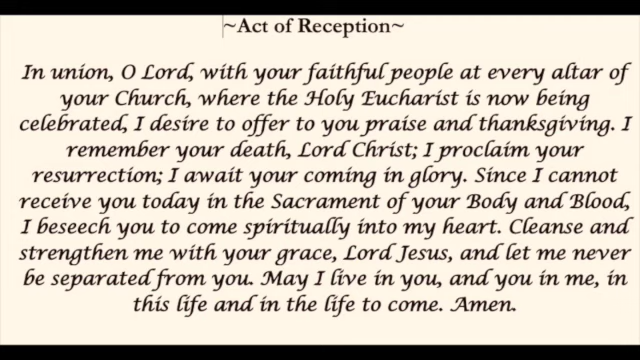 ~Act of Reception~
In union, O Lord, with your faithful people at every altar of
your Church, where the Holy Eucharist is now being
celebrated, I desire to offer to you praise and thanksgiving. I
remember your death, Lord Christ; I proclaim your
resurrection; I await your coming in glory. Since I cannot
receive you today in the Sacrament of your Body and Blood,
I beseech you to come spiritually into my heart. Cleanse and
strengthen me with your grace, Lord Jesus, and let me never
be separated from you. May I live in you, and you in me, in
this life and in the life to come. Amen.